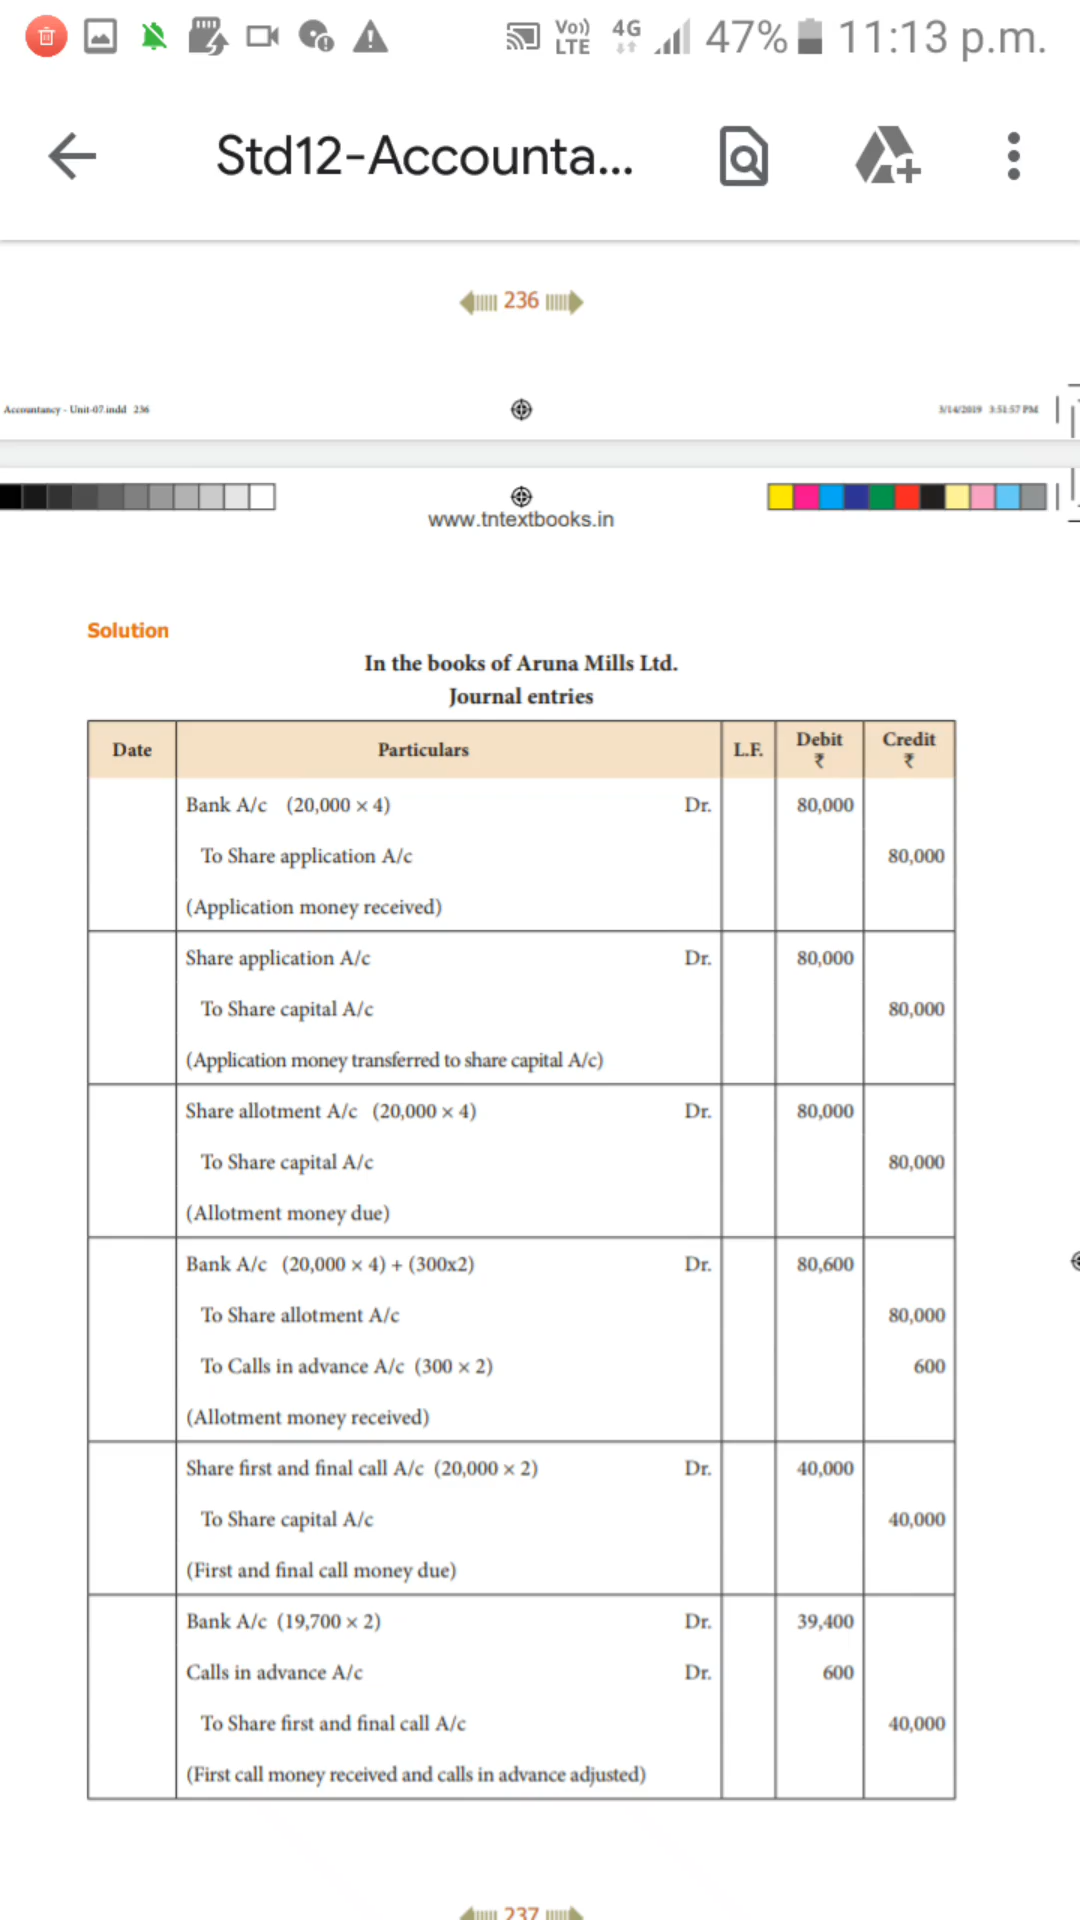 Vo)) LTE 4G 47% 11:13 p.m.
Std12-Accounta...
236
Accountancy - Unit-07.indd 236
3/14/2019 3:51:57 PM
www.tntextbooks.in
Solution
In the books of Aruna Mills Ltd.
Journal entries
Date Particulars L.F. Debit ₹ Credit ₹
Bank A/c (20,000 × 4) Dr. 80,000
To Share application A/c 80,000
(Application money received)
Share application A/c Dr. 80,000
To Share capital A/c 80,000
(Application money transferred to share capital A/c)
Share allotment A/c (20,000 × 4) Dr. 80,000
To Share capital A/c 80,000
(Allotment money due)
Bank A/c (20,000 × 4) + (300x2) Dr. 80,600
To Share allotment A/c 80,000
To Calls in advance A/c (300 × 2) 600
(Allotment money received)
Share first and final call A/c (20,000 × 2) Dr. 40,000
To Share capital A/c 40,000
(First and final call money due)
Bank A/c (19,700 × 2) Dr. 39,400
Calls in advance A/c Dr. 600
To Share first and final call A/c 40,000
(First call money received and calls in advance adjusted)
237